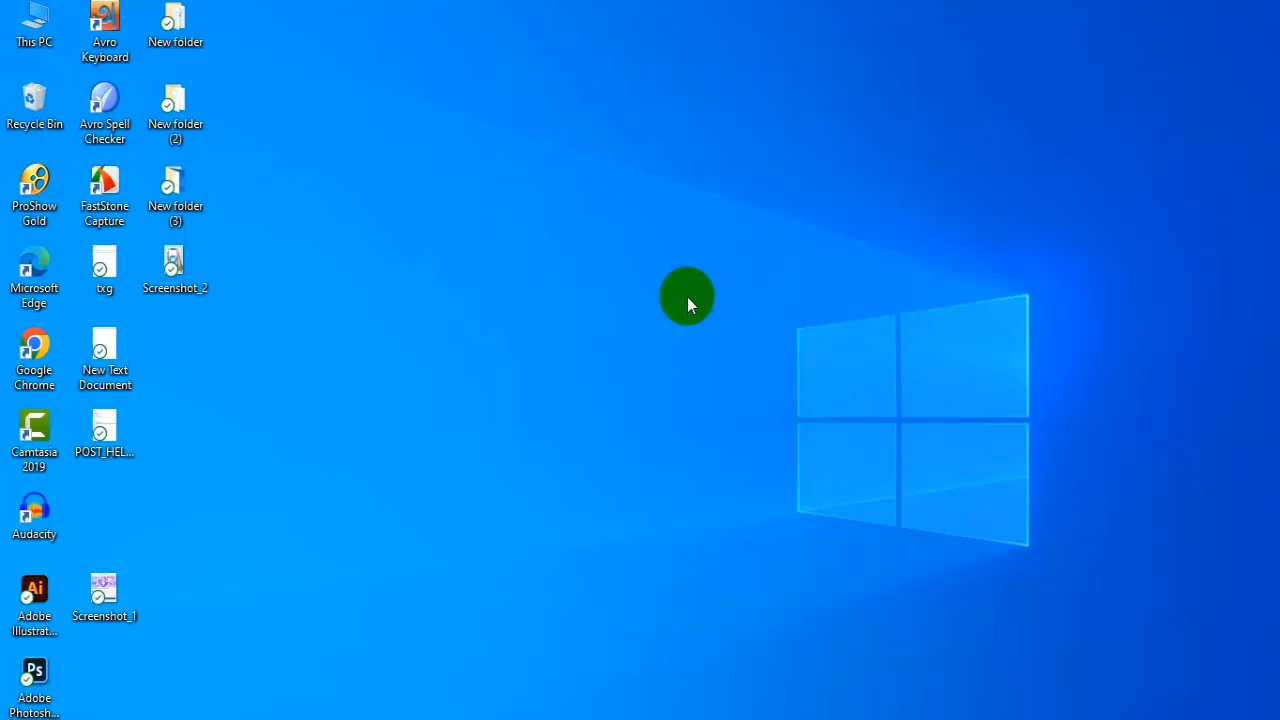 This PC
Avro
Keyboard
New folder
Recycle Bin
Avro Spell
Checker
New folder
(2)
ProShow
Gold
FastStone
Capture
New folder
(3)
Microsoft
Edge
txg
Screenshot_2
Google
Chrome
New Text
Document
Camtasia
2019
POST_HEL...
Audacity
Ai
Adobe
Illustrat...
Screenshot_1
Ps
Adobe
Photosh...